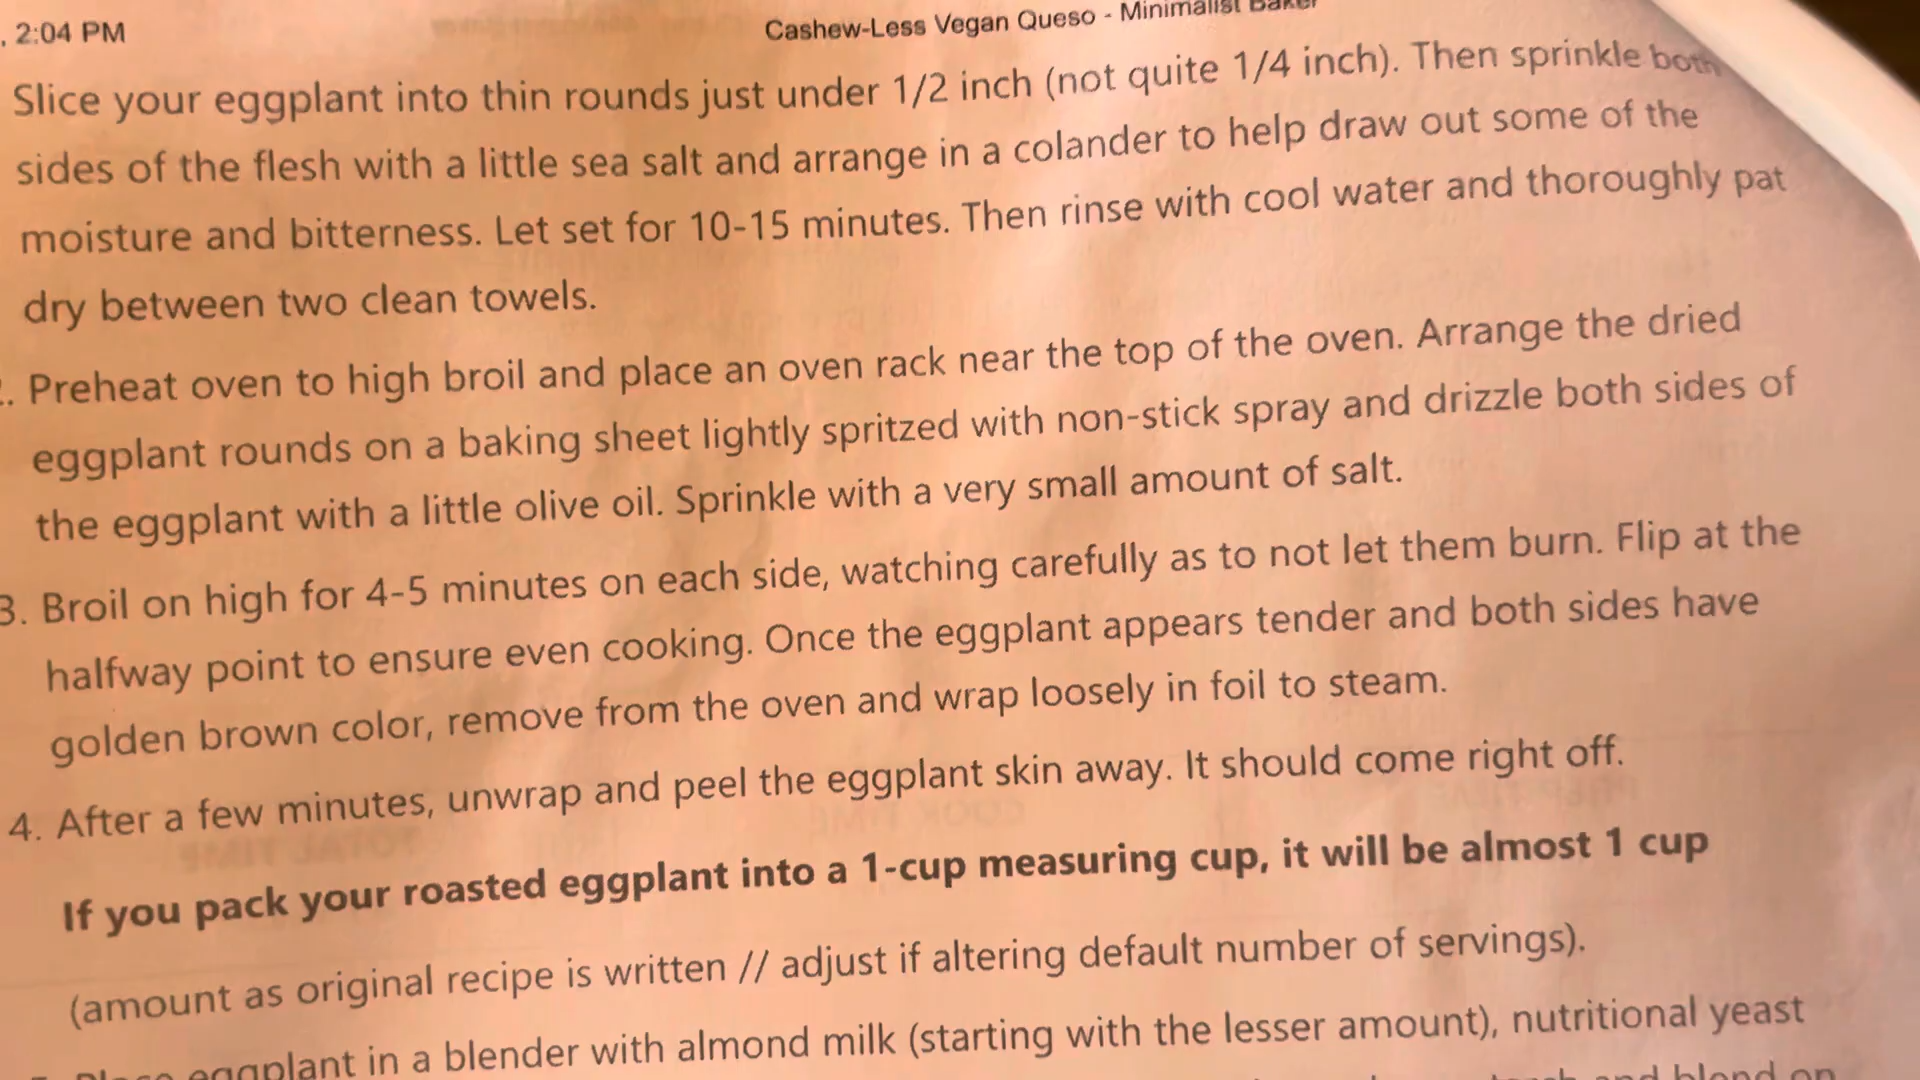 , 2:04 PM
Cashew-Less Vegan Queso - Minimalist Baker
Slice your eggplant into thin rounds just under 1/2 inch (not quite 1/4 inch). Then sprinkle both
sides of the flesh with a little sea salt and arrange in a colander to help draw out some of the
moisture and bitterness. Let set for 10-15 minutes. Then rinse with cool water and thoroughly pat
dry between two clean towels.
. Preheat oven to high broil and place an oven rack near the top of the oven. Arrange the dried
eggplant rounds on a baking sheet lightly spritzed with non-stick spray and drizzle both sides of
the eggplant with a little olive oil. Sprinkle with a very small amount of salt.
3. Broil on high for 4-5 minutes on each side, watching carefully as to not let them burn. Flip at the
halfway point to ensure even cooking. Once the eggplant appears tender and both sides have
golden brown color, remove from the oven and wrap loosely in foil to steam.
4. After a few minutes, unwrap and peel the eggplant skin away. It should come right off.
If you pack your roasted eggplant into a 1-cup measuring cup, it will be almost 1 cup
(amount as original recipe is written // adjust if altering default number of servings).
Place eggplant in a blender with almond milk (starting with the lesser amount), nutritional yeast
and blend on